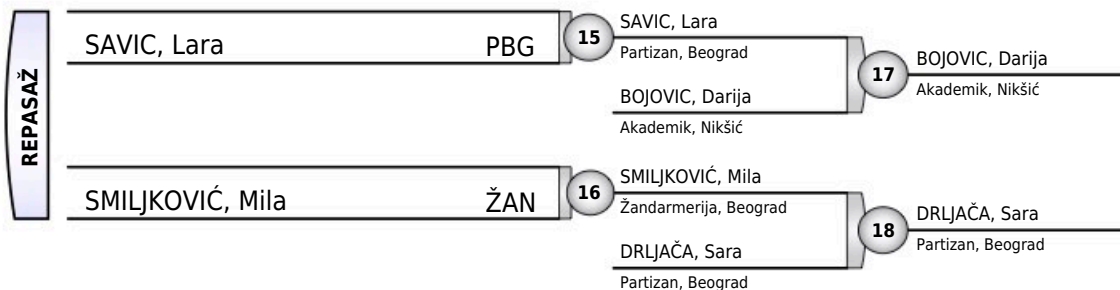 REPASAŽ
SAVIC, Lara PBG
15
SAVIC, Lara
Partizan, Beograd
BOJOVIC, Darija
Akademik, Nikšić
17
BOJOVIC, Darija
Akademik, Nikšić
SMILJKOVIĆ, Mila ŽAN
16
SMILJKOVIĆ, Mila
Žandarmerija, Beograd
DRLJAČA, Sara
Partizan, Beograd
18
DRLJAČA, Sara
Partizan, Beograd